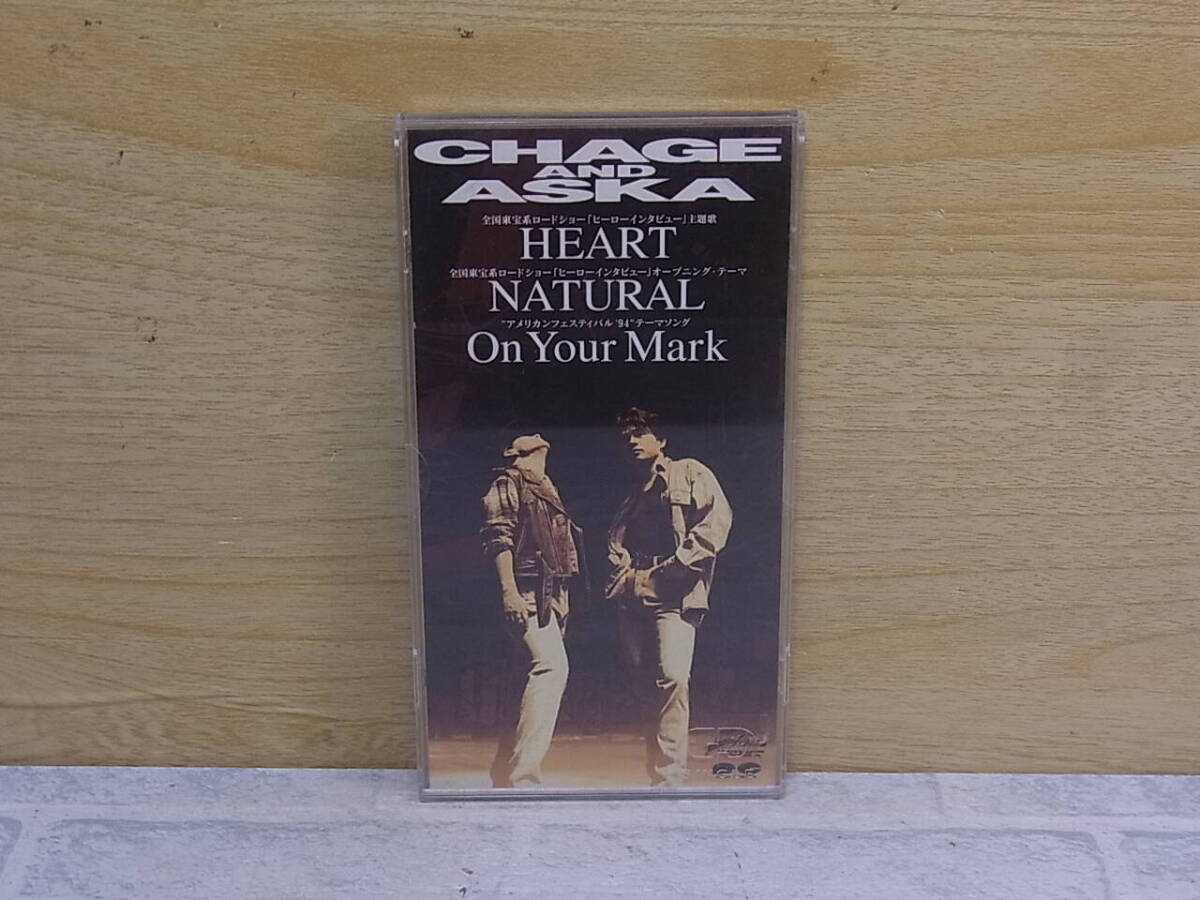 CHAGE
AND
ASKA
全国東宝系ロードショー「ヒーローインタビュー」主題歌
HEART
全国東宝系ロードショー「ヒーローインタビュー」オープニング・テーマ
NATURAL
"アメリカンフェスティバル '94"テーマソング
On Your Mark